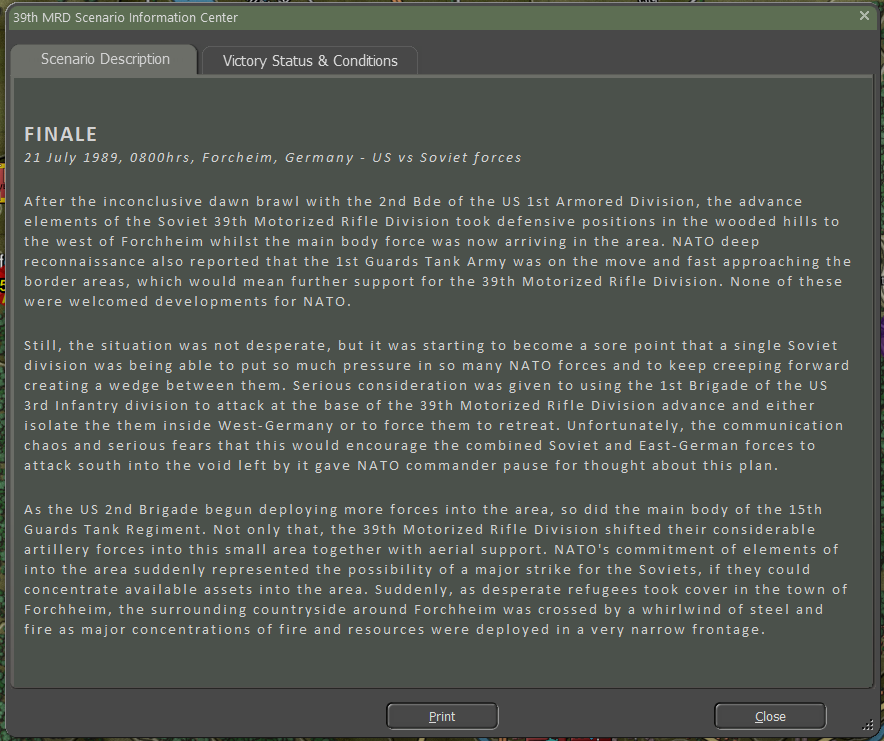 39th MRD Scenario Information Center
Scenario Description
Victory Status & Conditions
FINALE
21 July 1989, 0800hrs, Forcheim, Germany - US vs Soviet forces
After the inconclusive dawn brawl with the 2nd Bde of the US 1st Armored Division, the advance
elements of the Soviet 39th Motorized Rifle Division took defensive positions in the wooded hills to
the west of Forchheim whilst the main body force was now arriving in the area. NATO deep
reconnaissance also reported that the 1st Guards Tank Army was on the move and fast approaching the
border areas, which would mean further support for the 39th Motorized Rifle Division. None of these
were welcomed developments for NATO.
Still, the situation was not desperate, but it was starting to become a sore point that a single Soviet
division was being able to put so much pressure in so many NATO forces and to keep creeping forward
creating a wedge between them. Serious consideration was given to using the 1st Brigade of the US
3rd Infantry division to attack at the base of the 39th Motorized Rifle Division advance and either
isolate the them inside West-Germany or to force them to retreat. Unfortunately, the communication
chaos and serious fears that this would encourage the combined Soviet and East-German forces to
attack south into the void left by it gave NATO commander pause for thought about this plan.
As the US 2nd Brigade begun deploying more forces into the area, so did the main body of the 15th
Guards Tank Regiment. Not only that, the 39th Motorized Rifle Division shifted their considerable
artillery forces into this small area together with aerial support. NATO's commitment of elements of
into the area suddenly represented the possibility of a major strike for the Soviets, if they could
concentrate available assets into the area. Suddenly, as desperate refugees took cover in the town of
Forchheim, the surrounding countryside around Forchheim was crossed by a whirlwind of steel and
fire as major concentrations of fire and resources were deployed in a very narrow frontage.
Print
Close